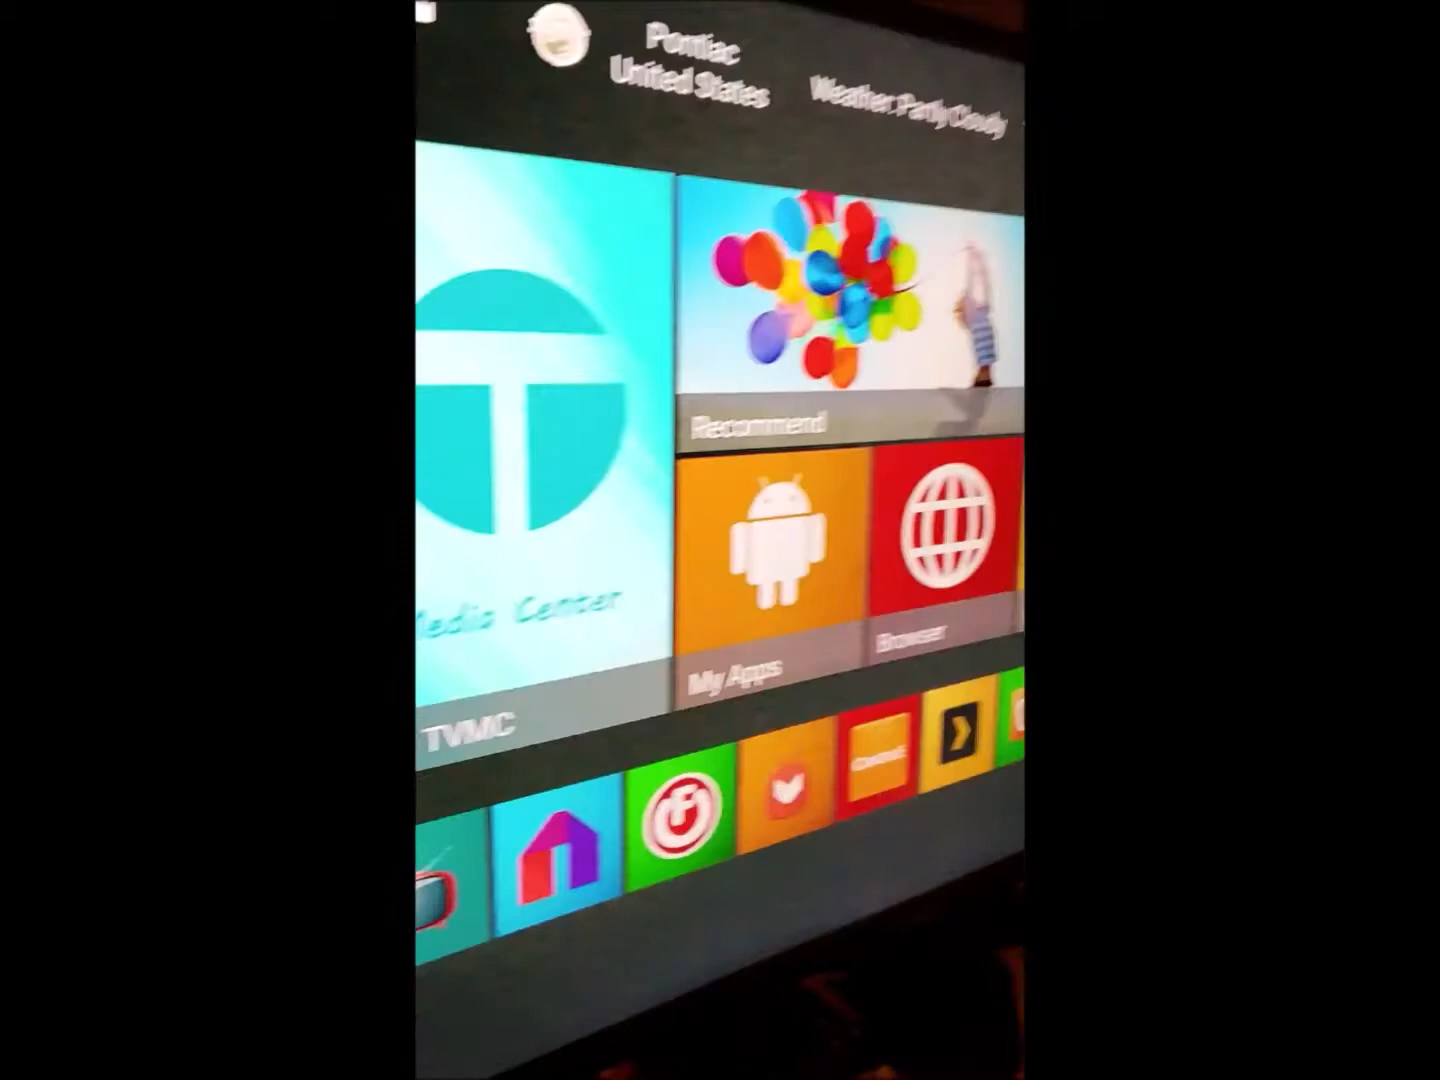 Pontiac
United States
Weather: Partly Cloudy
Recommend
Media Center
My Apps
Browser
TVMC